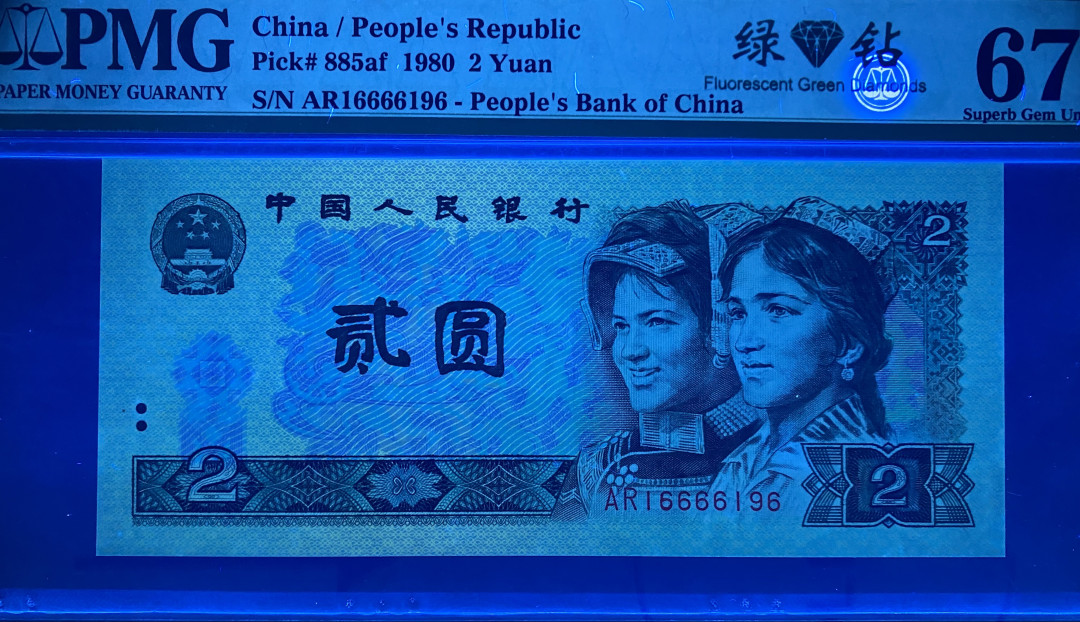 PMG
PAPER MONEY GUARANTY
China / People's Republic
Pick# 885af 1980 2 Yuan
S/N AR16666196 - People's Bank of China
绿 钻
Fluorescent Green Diamonds
67
Superb Gem Un
中国人民银行
2
贰圆
2
AR16666196
2